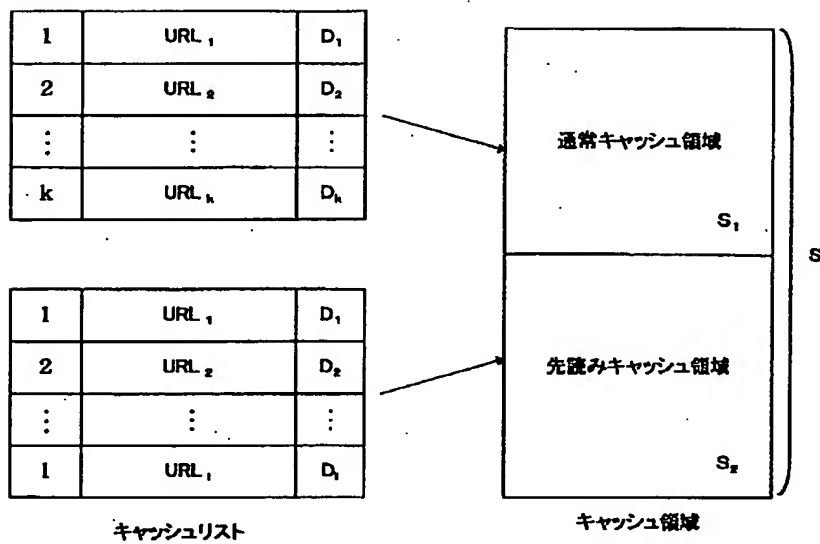 1 URL₁ D₁
2 URL₂ D₂
⋮ ⋮ ⋮
k URLₖ Dₖ
1 URL₁ D₁
2 URL₂ D₂
⋮ ⋮ ⋮
1 URLₗ Dₗ
キャッシュリスト
通常キャッシュ領域
S₁
先読みキャッシュ領域
S₂
S
キャッシュ領域